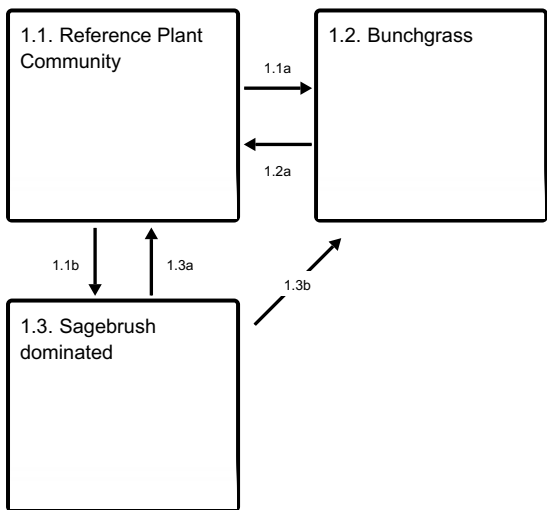 1.1. Reference Plant
Community
1.2. Bunchgrass
1.1a
1.2a
1.1b
1.3a
1.3b
1.3. Sagebrush
dominated